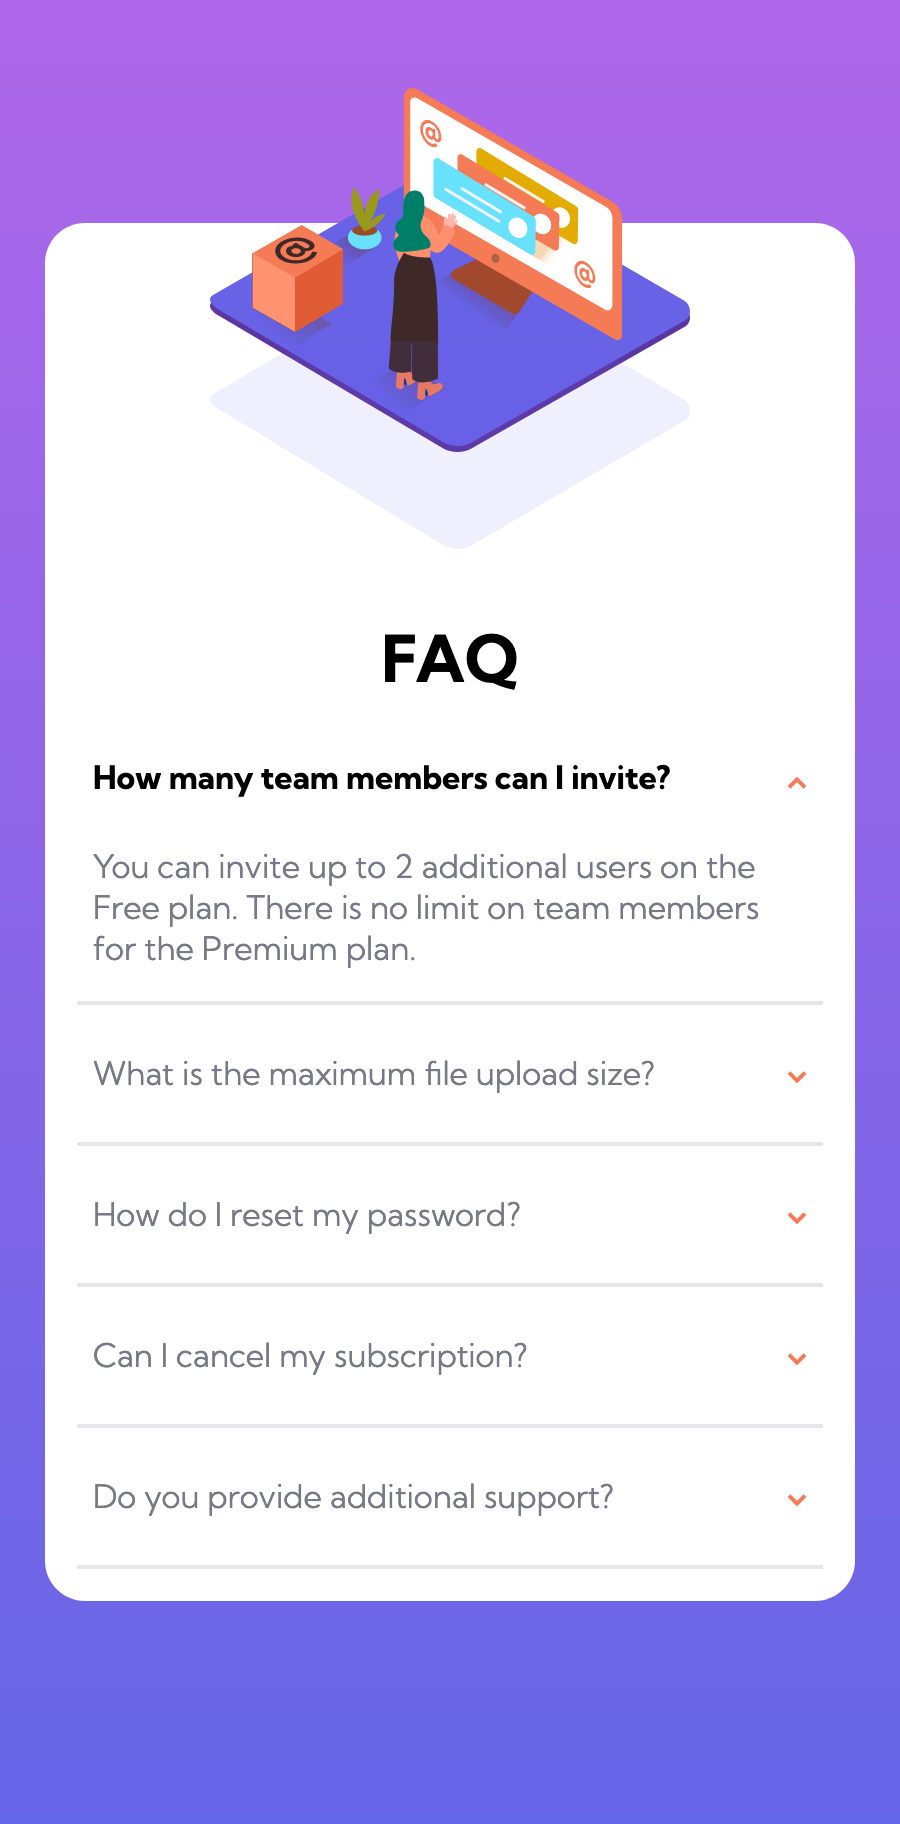 @
@
@
FAQ
How many team members can I invite?
You can invite up to 2 additional users on the
Free plan. There is no limit on team members
for the Premium plan.
What is the maximum file upload size?
How do I reset my password?
Can I cancel my subscription?
Do you provide additional support?